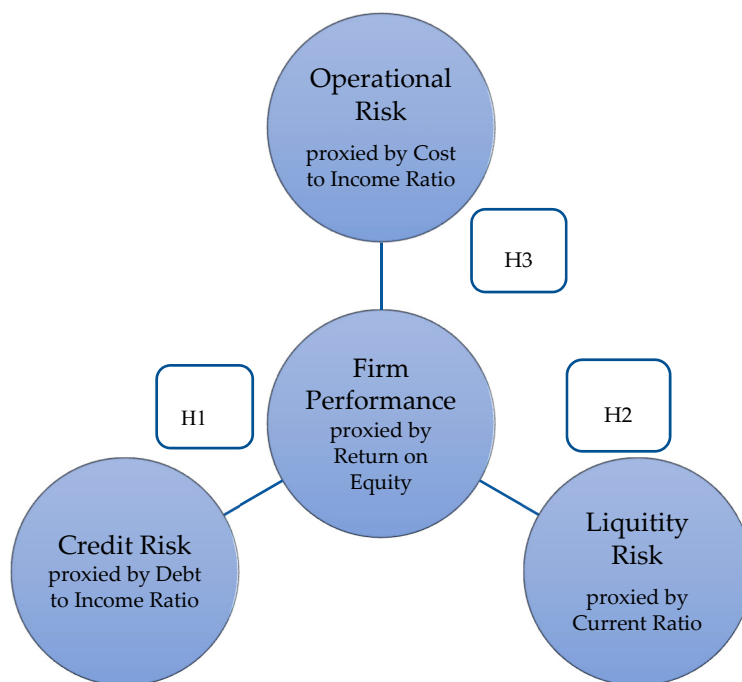 Operational
Risk
proxied by Cost
to Income Ratio
H3
Firm
Performance
proxied by
Return on
Equity
H1
H2
Credit Risk
proxied by Debt
to Income Ratio
Liqutity
Risk
proxied by
Current Ratio